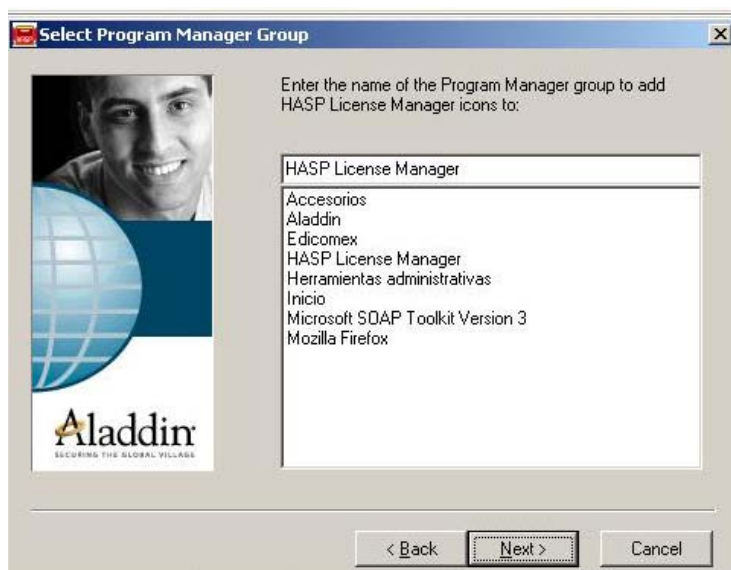 Select Program Manager Group
Enter the name of the Program Manager group to add
HASP License Manager icons to:
HASP License Manager
Accesorios
Aladdin
Edicomex
HASP License Manager
Herramientas administrativas
Inicio
Microsoft SOAP Toolkit Version 3
Mozilla Firefox
Aladdin
SECURING THE GLOBAL VILLAGE
< Back
Next >
Cancel